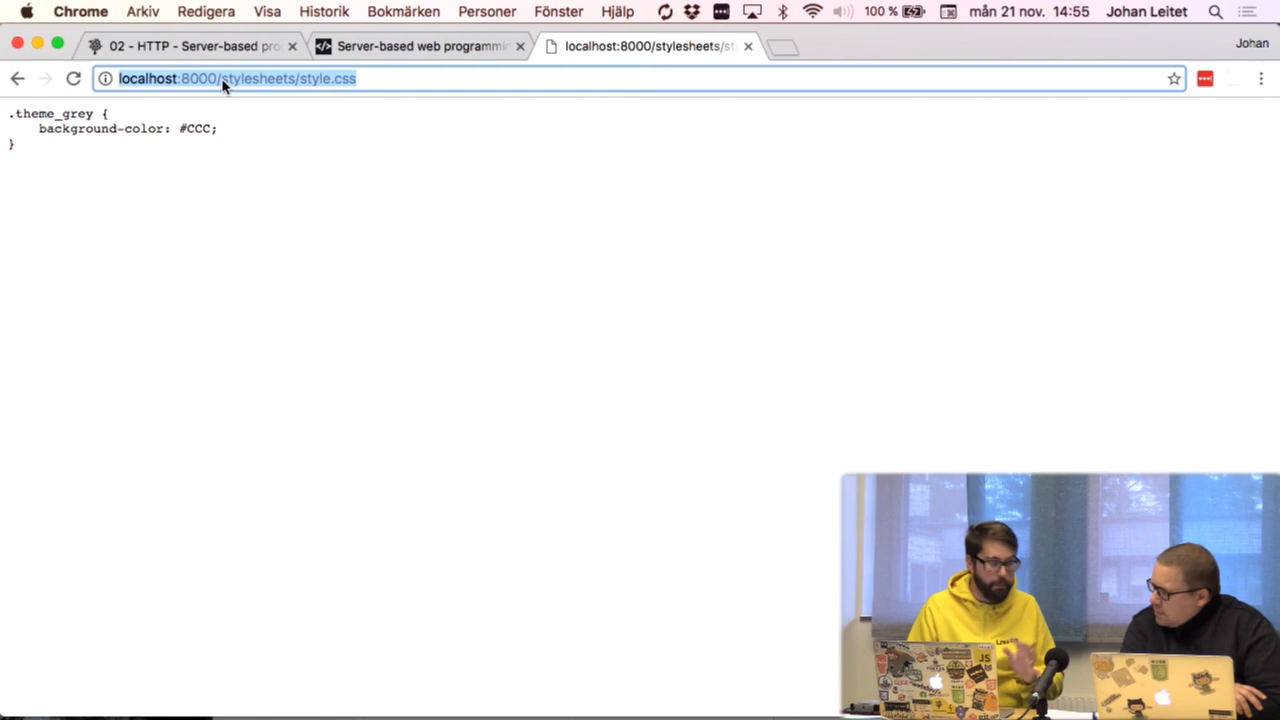 Chrome Arkiv Redigera Visa Historik Bokmärken Personer Fönster Hjälp 100 % mån 21 nov. 14:55 Johan Leitet
02 - HTTP - Server-based pro
Server-based web programmin
localhost:8000/stylesheets/st
Johan
localhost:8000/stylesheets/style.css
.theme_grey {
background-color: #CCC;
}
JS